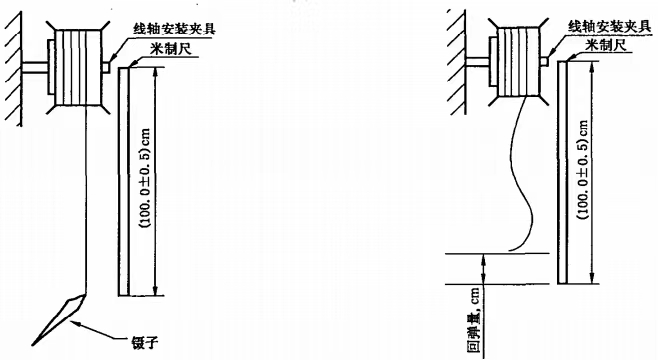 线轴安装夹具
米制尺
(100.0±0.5)cm
镊子
线轴安装夹具
米制尺
(100.0±0.5)cm
回弹量,cm